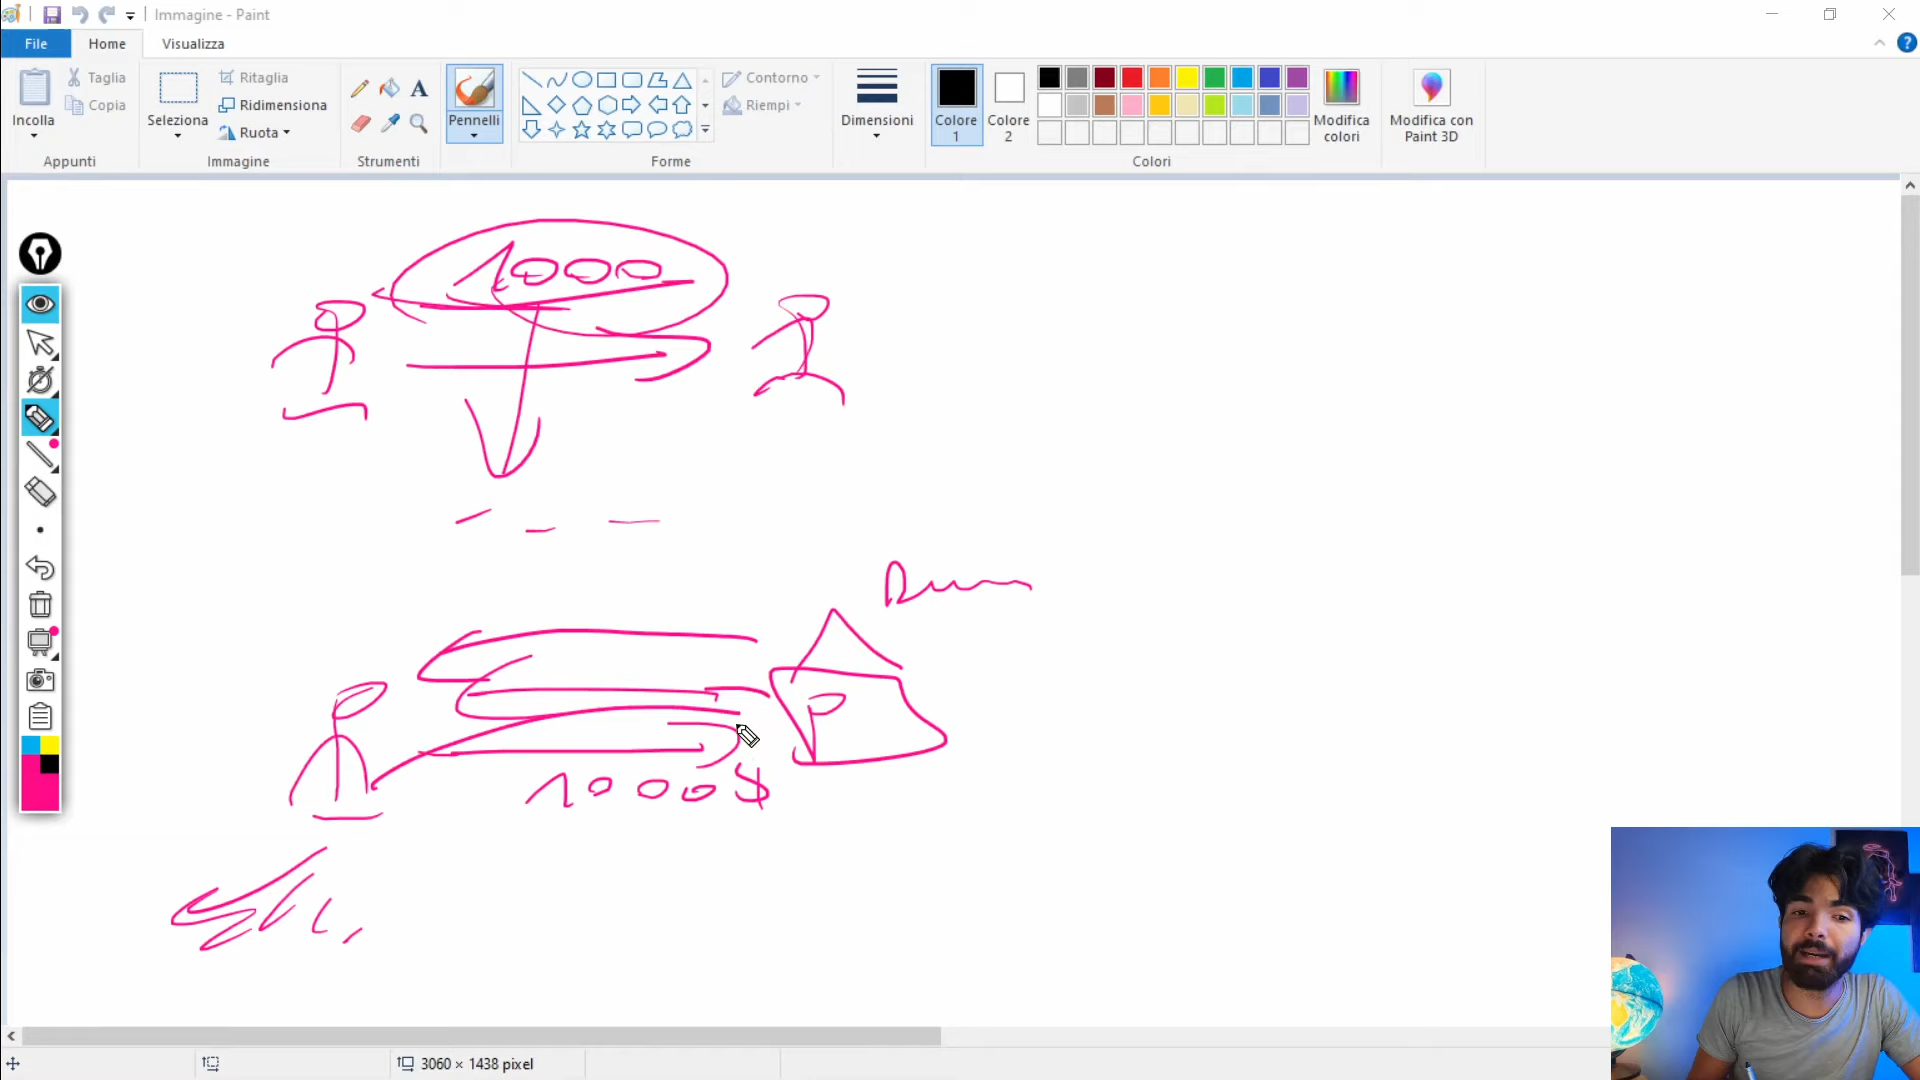 Immagine - Paint
File Home Visualizza
Incolla
Taglia
Copia
Appunti
Seleziona
Ritaglia
Ridimensiona
Ruota
Immagine
A
Strumenti
Pennelli
Contorno
Riempi
Forme
Dimensioni
Colore 1
Colore 2
Modifica colori
Colori
Modifica con Paint 3D
?
1000
P
1000$
3060 × 1438 pixel